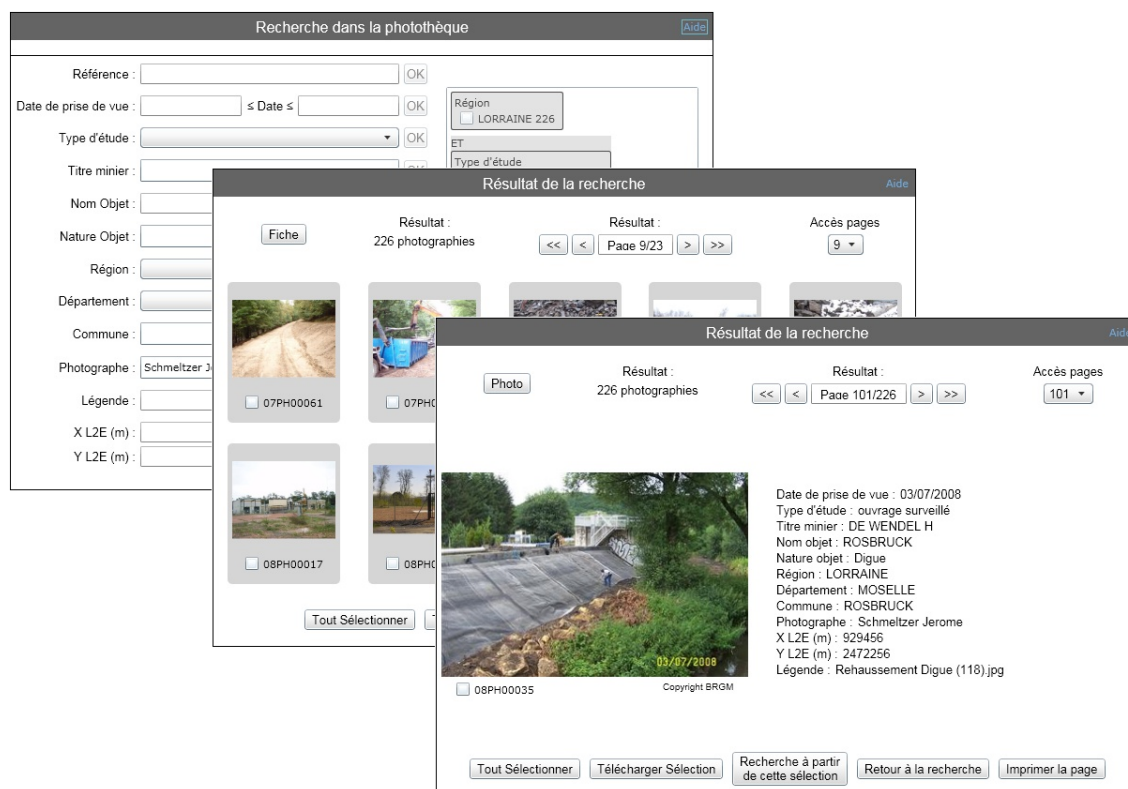 Recherche dans la photothèque
Aide
Référence :
OK
Date de prise de vue :
≤ Date ≤
OK
Type d'étude :
OK
Titre minier :
OK
Nom Objet :
Nature Objet :
Région :
Département :
Commune :
Photographe : Schmeltzer J
Légende :
X L2E (m) :
Y L2E (m) :
Région
LORRAINE 226
ET
Type d'étude
Résultat de la recherche
Aide
Fiche
Résultat :
226 photographies
Résultat :
<< < Page 9/23 > >>
Accès pages
9
07PH00061
08PH00017
Tout Sélectionner
Résultat de la recherche
Aide
Photo
Résultat :
226 photographies
Résultat :
<< < Page 101/226 > >>
Accès pages
101
03/07/2008
08PH00035
Copyright BRGM
Date de prise de vue : 03/07/2008
Type d'étude : ouvrage surveillé
Titre minier : DE WENDEL H
Nom objet : ROSBRUCK
Nature objet : Digue
Région : LORRAINE
Département : MOSELLE
Commune : ROSBRUCK
Photographe : Schmeltzer Jerome
X L2E (m) : 929456
Y L2E (m) : 2472256
Légende : Rehaussement Digue (118).jpg
Tout Sélectionner
Télécharger Sélection
Recherche à partir
de cette sélection
Retour à la recherche
Imprimer la page